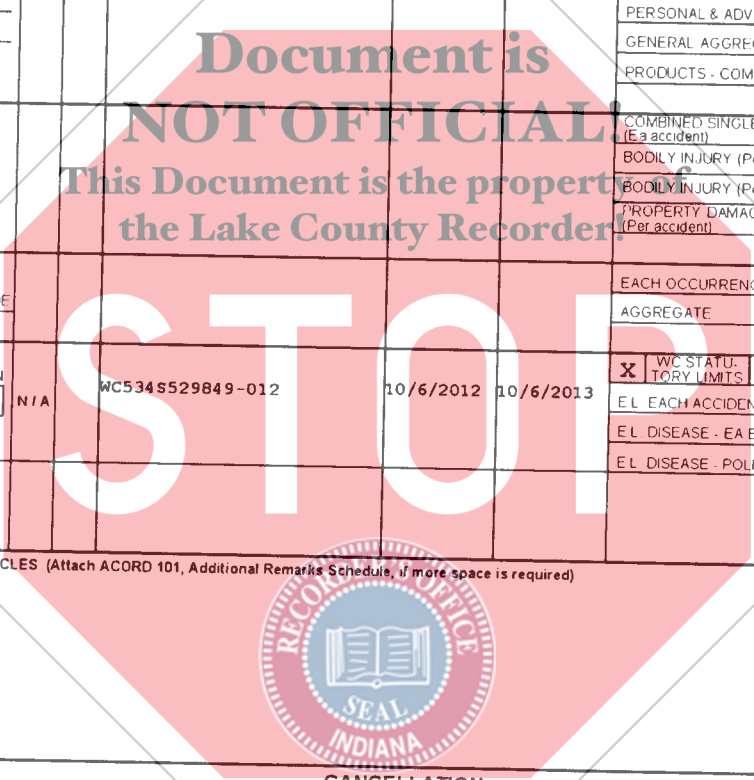 PERSONAL & ADV
GENERAL AGGRE
PRODUCTS - COM
Document is
NOT OFFICIAL!
This Document is the property of
the Lake County Recorder!
COMBINED SINGLE
(Ea accident)
BODILY INJURY (P
BODILY INJURY (P
PROPERTY DAMAG
(Per accident)
EACH OCCURRENC
AGGREGATE
STOP
N / A
WC534S529849-012
10/6/2012
10/6/2013
X
WC STATU-
TORY LIMITS
E L EACH ACCIDEN
E L DISEASE - EA E
E L DISEASE - POLI
CLES (Attach ACORD 101, Additional Remarks Schedule, if more space is required)
RECORDER'S OFFICE
SEAL
INDIANA